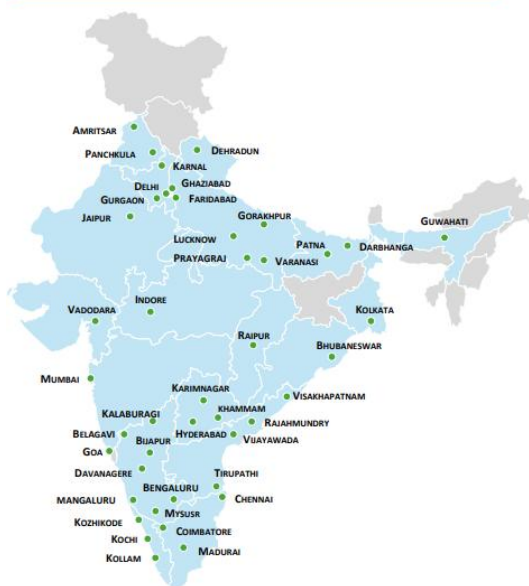 AMRITSAR
PANCHKULA
DEHRADUN
KARNAL
DELHI
GHAZIABAD
GURGAON
FARIDABAD
JAIPUR
GORAKHPUR
GUWAHATI
LUCKNOW
PATNA
DARBHANGA
PRAYAGRAJ
VARANASI
INDORE
VADODARA
KOLKATA
RAIPUR
BHUBANESWAR
MUMBAI
KARIMNAGAR
VISAKHAPATNAM
KALABURAGI
KHAMMAM
RAJAHMUNDRY
BELAGAVI
HYDERABAD
VIJAYAWADA
BIJAPUR
GOA
DAVANAGERE
TIRUPATHI
BENGALURU
CHENNAI
MANGALURU
MYSUSR
KOZHIKODE
COIMBATORE
KOCHI
MADURAI
KOLLAM